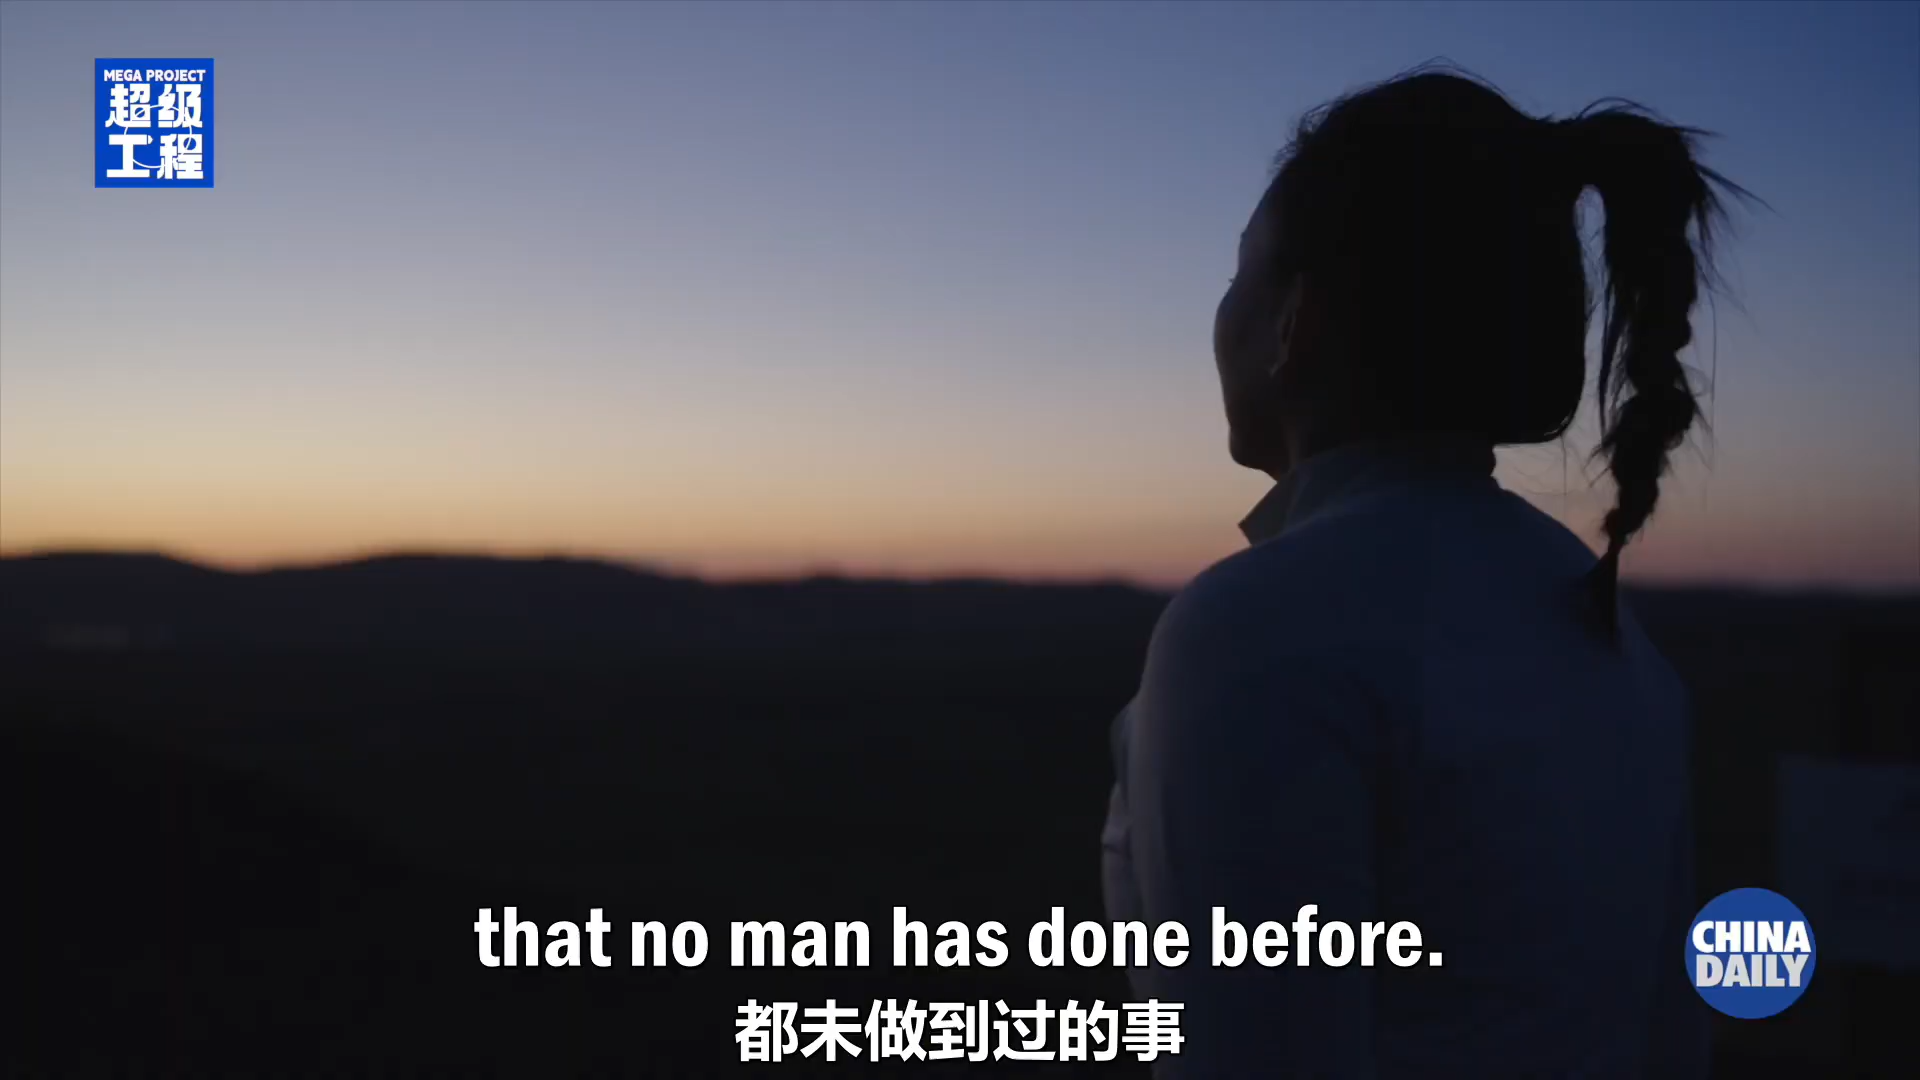 MEGA PROJECT
超级
工程
that no man has done before.
都未做到过的事
CHINA
DAILY